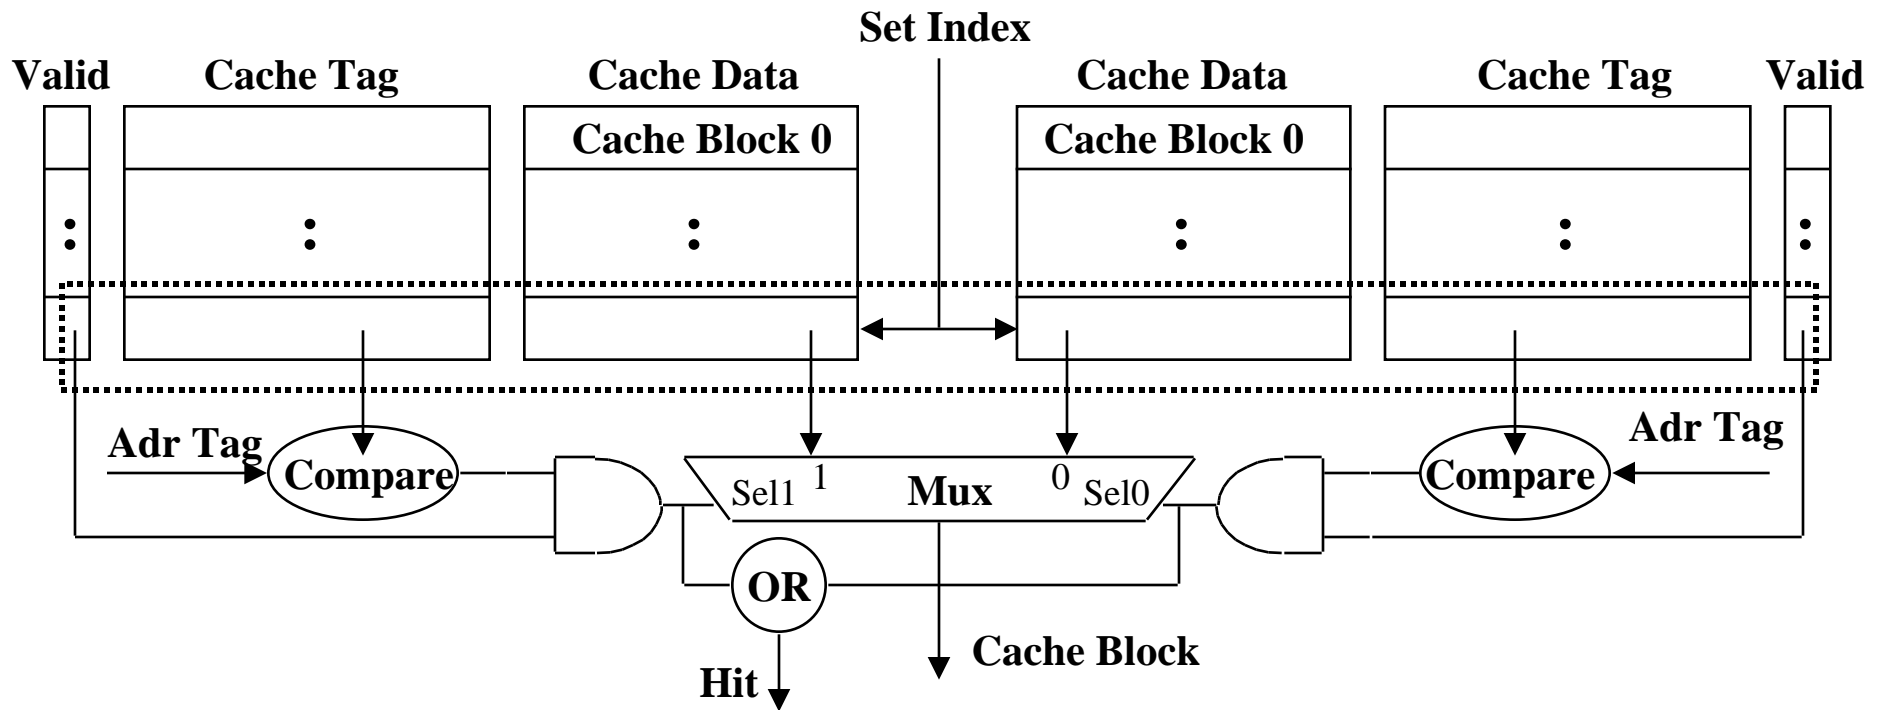 Set Index
Valid Cache Tag Cache Data Cache Data Cache Tag Valid
Cache Block 0 Cache Block 0
Adr Tag Adr Tag
Compare Sel1 1 Mux 0 Sel0 Compare
OR
Cache Block
Hit